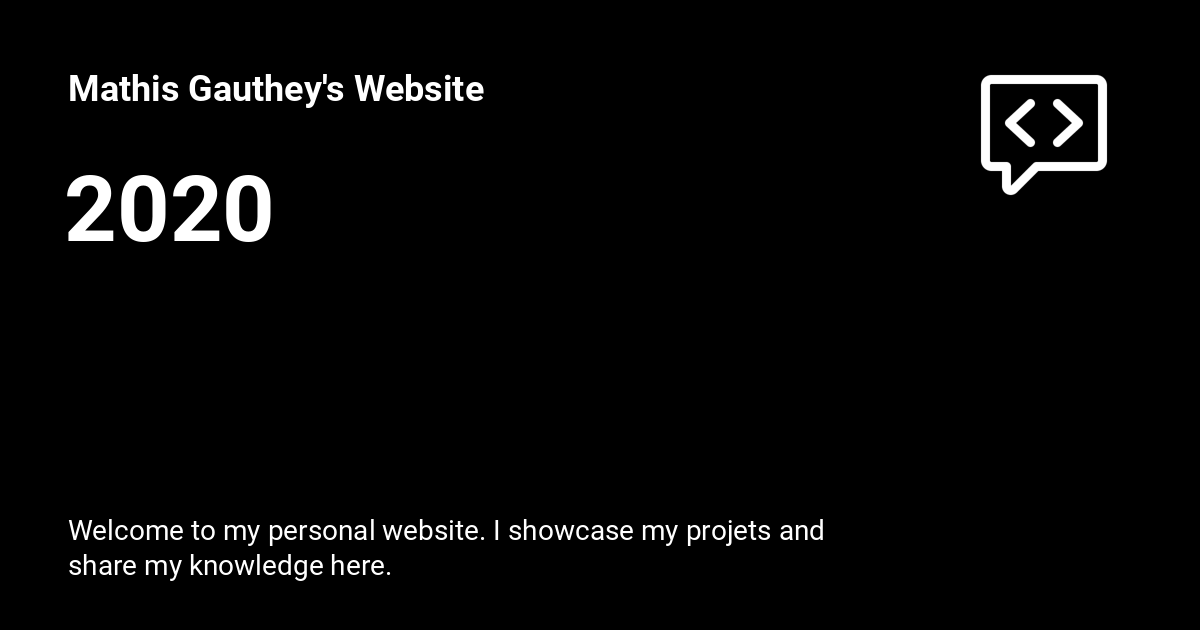 Mathis Gauthey's Website
2020
Welcome to my personal website. I showcase my projets and
share my knowledge here.